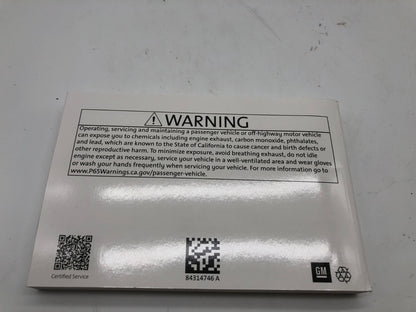 WARNING
Operating, servicing and maintaining a passenger vehicle or off-highway motor vehicle
can expose you to chemicals including engine exhaust, carbon monoxide, phthalates,
and lead, which are known to the State of California to cause cancer and birth defects or
other reproductive harm. To minimize exposure, avoid breathing exhaust, do not idle
engine except as necessary, service your vehicle in a well-ventilated area and wear gloves
or wash your hands frequently when servicing your vehicle. For more information go to
www.P65Warnings.ca.gov/passenger-vehicle.
Certified Service
84314746 A
GM